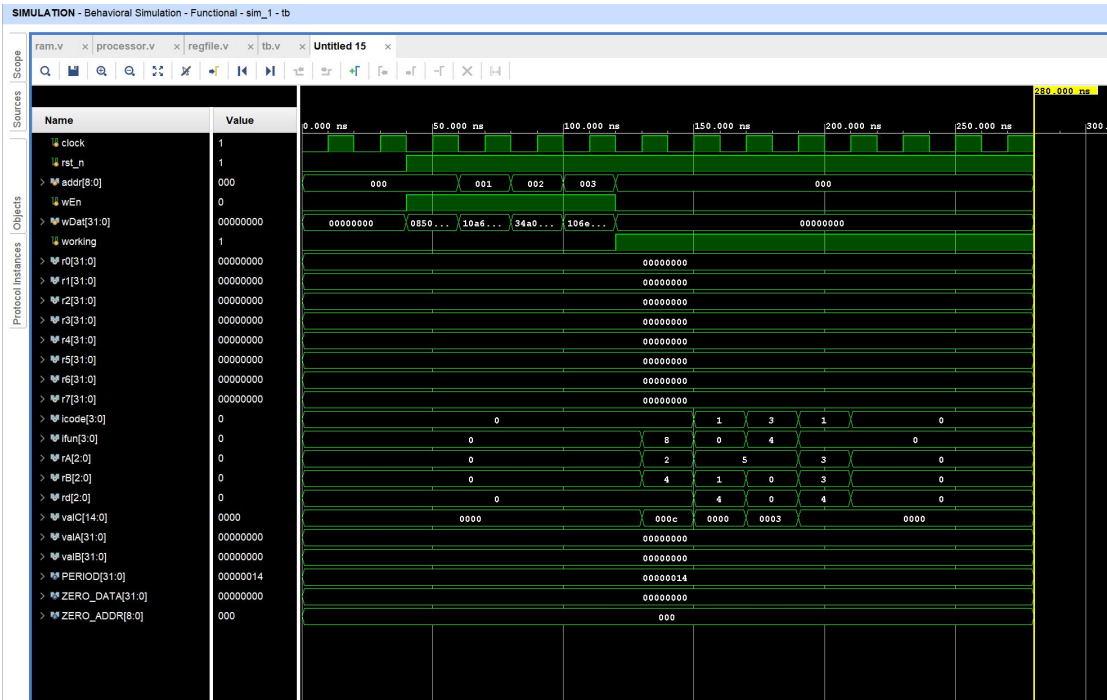 SIMULATION - Behavioral Simulation - Functional - sim_1 - tb
Scope
Sources
Objects
Protocol Instances
ram.v × processor.v × regfile.v × tb.v × Untitled 15 ×
280.000 ns
Name Value 0.000 ns 50.000 ns 100.000 ns 150.000 ns 200.000 ns 250.000 ns 300.
clock 1
rst_n 1
addr[8:0] 000 000 001 002 003 000
wEn 0
wDat[31:0] 00000000 00000000 0850... 10a6... 34a0... 106e... 00000000
working 1
r0[31:0] 00000000 00000000
r1[31:0] 00000000 00000000
r2[31:0] 00000000 00000000
r3[31:0] 00000000 00000000
r4[31:0] 00000000 00000000
r5[31:0] 00000000 00000000
r6[31:0] 00000000 00000000
r7[31:0] 00000000 00000000
icode[3:0] 0 0 1 3 1 0
ifun[3:0] 0 0 8 0 4 0
rA[2:0] 0 0 2 5 3 0
rB[2:0] 0 0 4 1 0 3 0
rd[2:0] 0 0 4 0 4 0
valC[14:0] 0000 0000 000c 0000 0003 0000
valA[31:0] 00000000 00000000
valB[31:0] 00000000 00000000
PERIOD[31:0] 00000014 00000014
ZERO_DATA[31:0] 00000000 00000000
ZERO_ADDR[8:0] 000 000